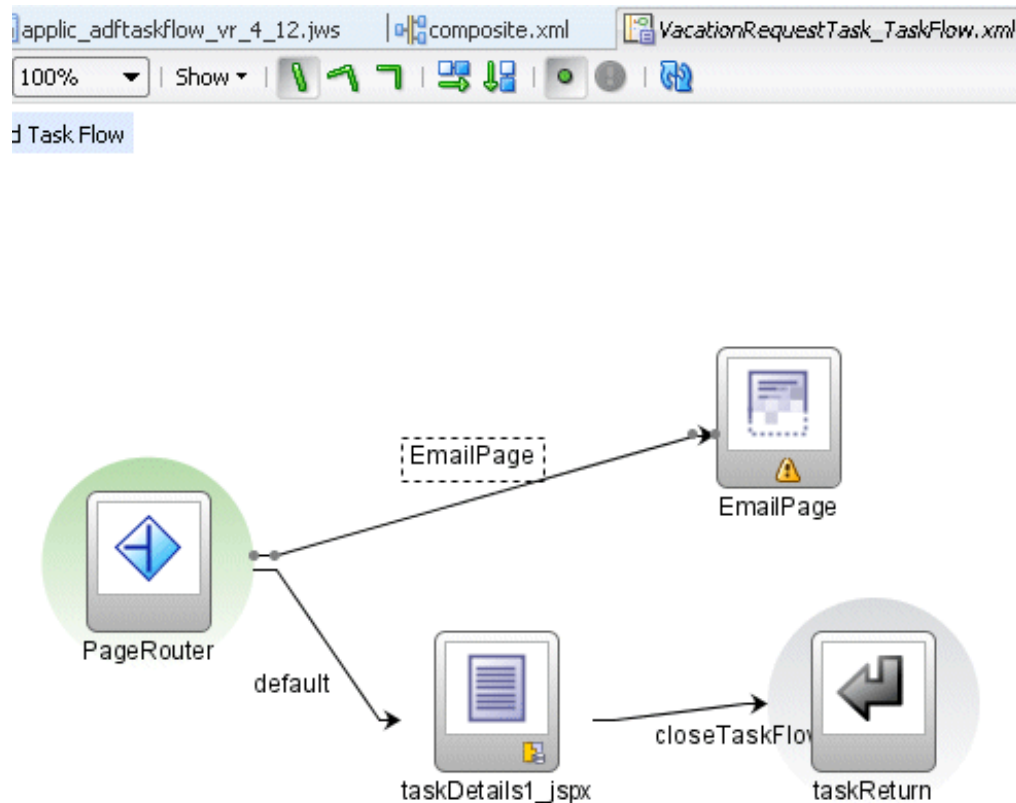 applic_adftaskflow_vr_4_12.jws composite.xml VacationRequestTask_TaskFlow.xml
100% Show
d Task Flow
EmailPage
EmailPage
PageRouter
default
closeTaskFlow
taskDetails1_jspx taskReturn